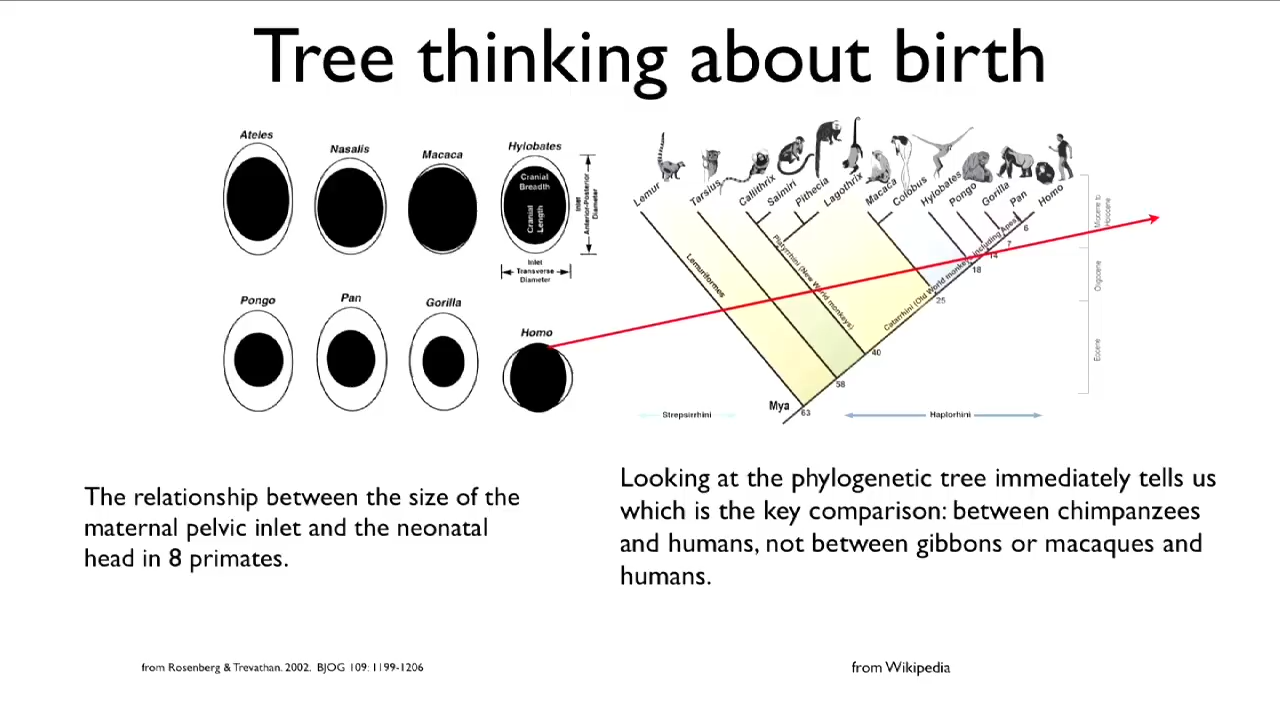 Tree thinking about birth
Ateles
Nasalis
Macaca
Hylobates
Cranial
Breadth
Cranial
Length
Inlet
Anterior-Posterior
Diameter
Inlet
Transverse
Diameter
Pongo
Pan
Gorilla
Homo
Lemur
Tarsius
Callithrix
Saimiri
Pithecia
Lagothrix
Macaca
Colobus
Hylobates
Pongo
Gorilla
Pan
Homo
Lemuriformes
Platyrrhini (New World monkeys)
Catarrhini (Old World monkeys, including Apes)
6
7
14
18
25
40
58
63
Mya
Miocene to
Holocene
Oligocene
Eocene
Strepsirrhini
Haplorhini
The relationship between the size of the
maternal pelvic inlet and the neonatal
head in 8 primates.
Looking at the phylogenetic tree immediately tells us
which is the key comparison: between chimpanzees
and humans, not between gibbons or macaques and
humans.
from Rosenberg & Trevathan. 2002. BJOG 109: 1199-1206
from Wikipedia